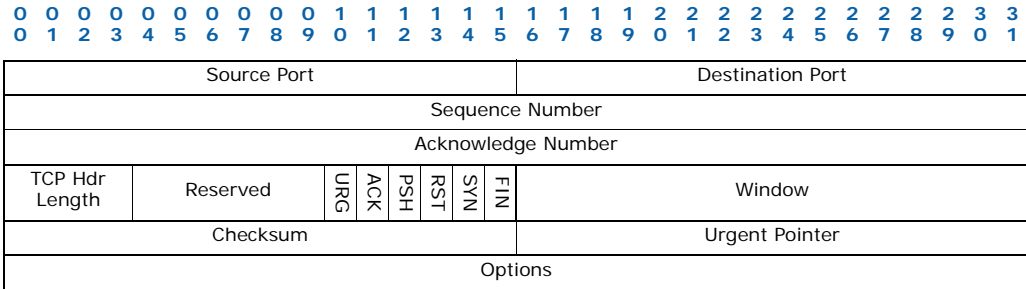 0 0 0 0 0 0 0 0 0 0 1 1 1 1 1 1 1 1 1 1 2 2 2 2 2 2 2 2 2 2 3 3
0 1 2 3 4 5 6 7 8 9 0 1 2 3 4 5 6 7 8 9 0 1 2 3 4 5 6 7 8 9 0 1
Source Port Destination Port
Sequence Number
Acknowledge Number
TCP Hdr
Length
Reserved
URG
ACK
PSH
RST
SYN
FIN
Window
Checksum Urgent Pointer
Options